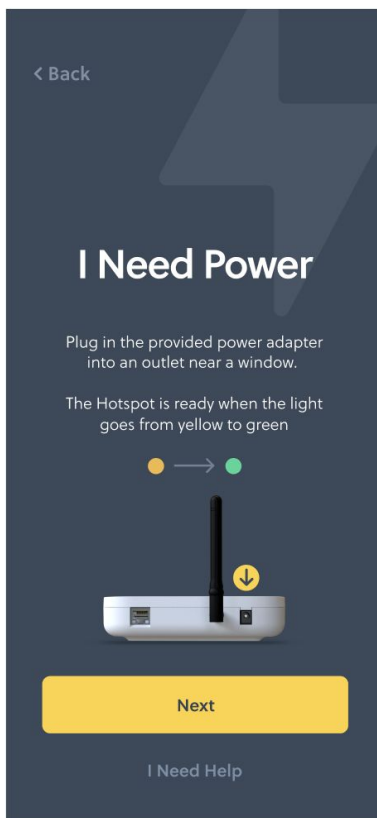 < Back
I Need Power
Plug in the provided power adapter
into an outlet near a window.
The Hotspot is ready when the light
goes from yellow to green
Next
I Need Help